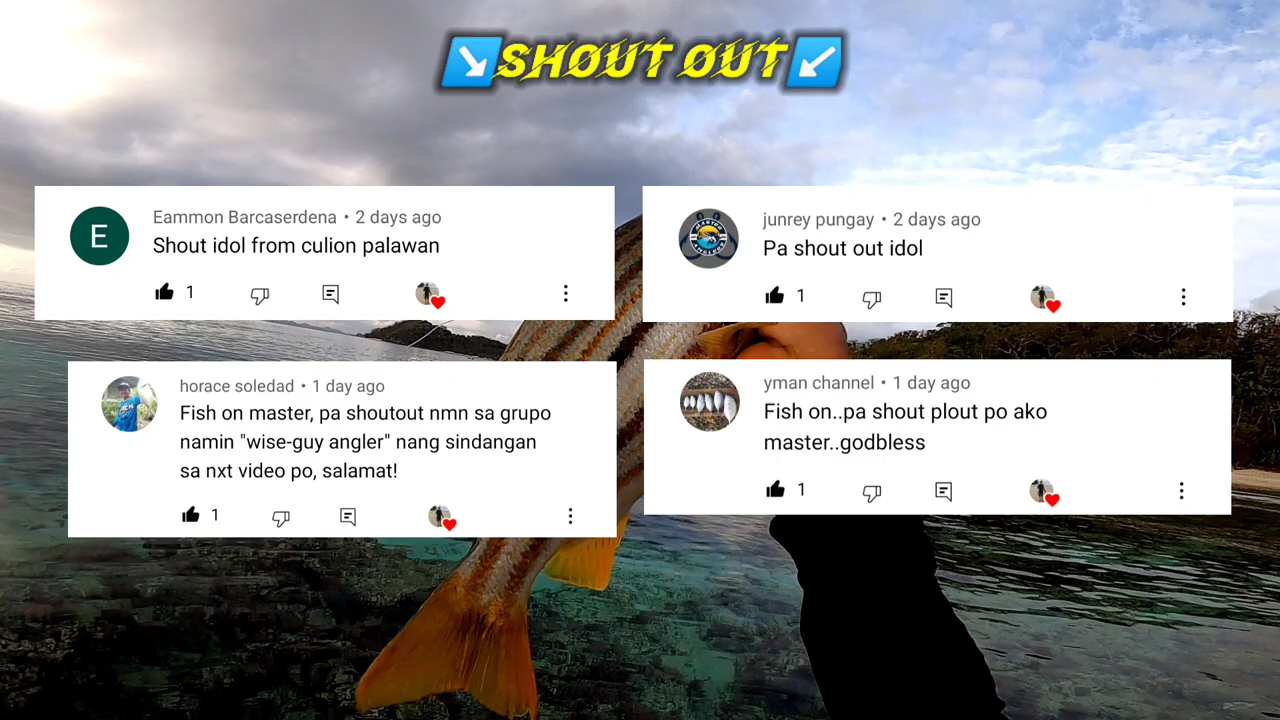 SHOUT OUT
Eammon Barcaserdena • 2 days ago
Shout idol from culion palawan
1
junrey pungay • 2 days ago
Pa shout out idol
1
horace soledad • 1 day ago
Fish on master, pa shoutout nmn sa grupo
namin "wise-guy angler" nang sindangan
sa nxt video po, salamat!
1
yman channel • 1 day ago
Fish on..pa shout plout po ako
master..godbless
1
E